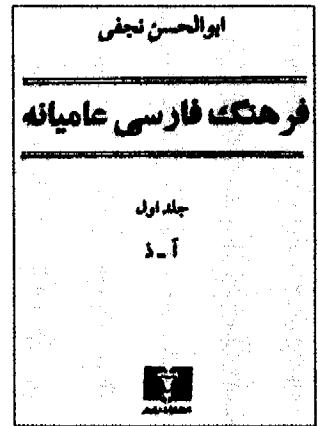 ابوالحسن نجفی
فرهنگ فارسی عامیانه
جلد اول
آ - ذ